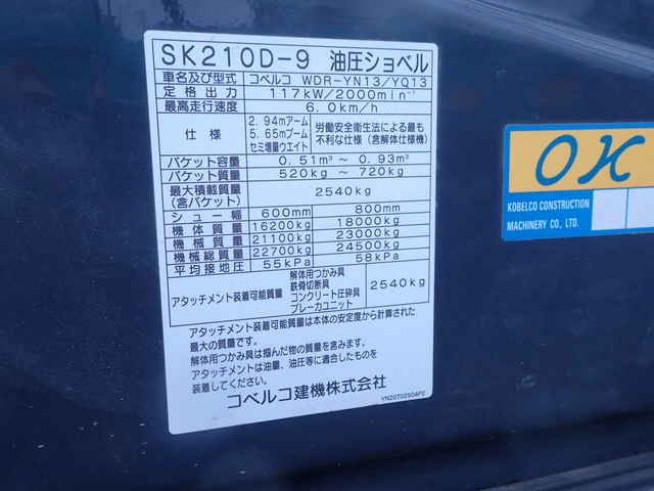 SK210D-9 油圧ショベル
車名及び型式 コベルコ WDR-YN13/YQ13
定格出力 117kW/2000min⁻¹
最高走行速度 6.0km/h
仕様 2.94mアーム 5.65mブーム セミ増量ウエイト 労働安全衛生法による最も不利な仕様(含解体仕様機)
バケット容量 0.51m³ ~ 0.93m³
バケット質量 520kg ~ 720kg
最大積載質量(含バケット) 2540kg
シュー幅 600mm 800mm
機体質量 16200kg 18000kg
機械質量 21100kg 23000kg
機械総質量 22700kg 24500kg
平均接地圧 55kPa 58kPa
アタッチメント装着可能質量 解体用つかみ具 鉄骨切断具 コンクリート圧砕具 ブレーカユニット 2540kg
アタッチメント装着可能質量は本体の安定度から計算された
最大の質量です。
解体用つかみ具は掴んだ物の質量を含みます。
アタッチメントは油量、油圧等に適合したものを
装着してください。
コベルコ建機株式会社
OK
KOBELCO CONSTRUCTION
MACHINERY CO., LTD.